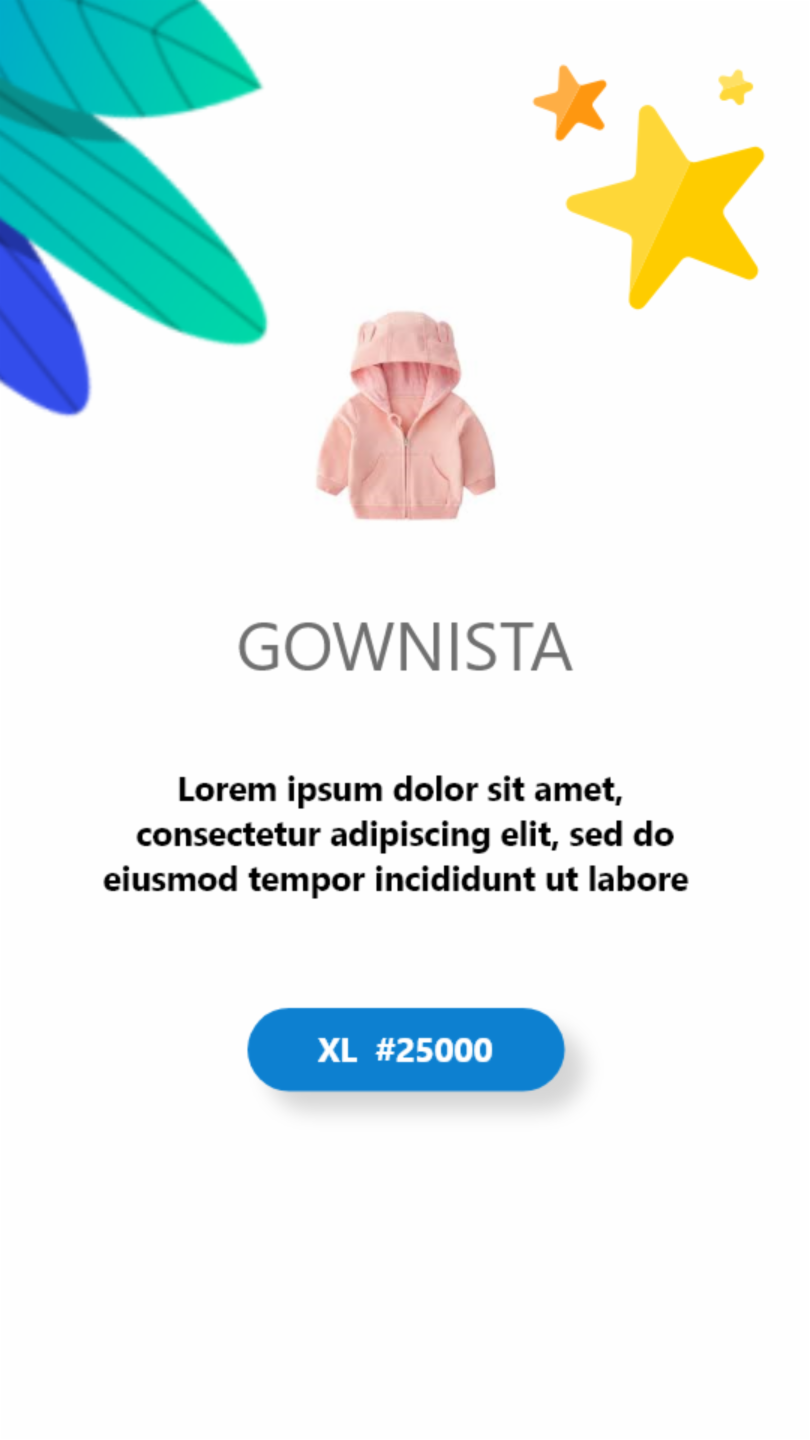 GOWNISTA
Lorem ipsum dolor sit amet,
consectetur adipiscing elit, sed do
eiusmod tempor incididunt ut labore
XL #25000